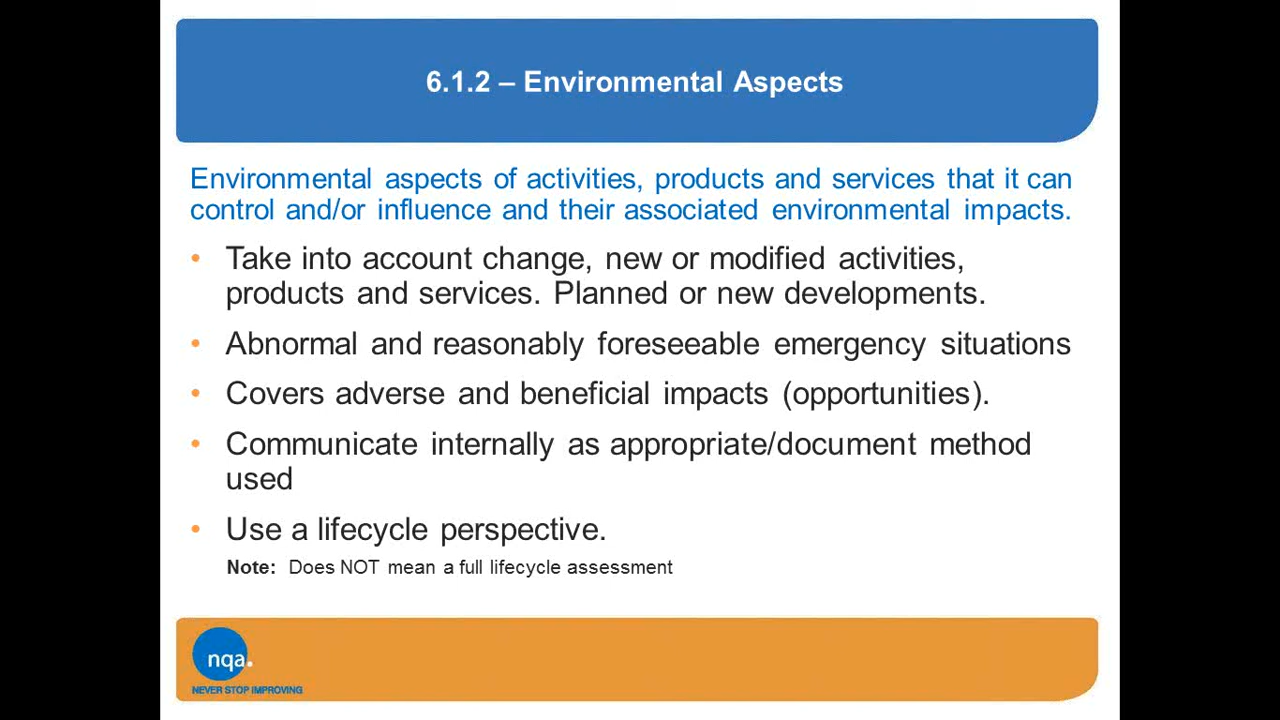 6.1.2 – Environmental Aspects
Environmental aspects of activities, products and services that it can
control and/or influence and their associated environmental impacts.
• Take into account change, new or modified activities,
products and services. Planned or new developments.
• Abnormal and reasonably foreseeable emergency situations
• Covers adverse and beneficial impacts (opportunities).
• Communicate internally as appropriate/document method
used
• Use a lifecycle perspective.
Note: Does NOT mean a full lifecycle assessment
nqa.
NEVER STOP IMPROVING